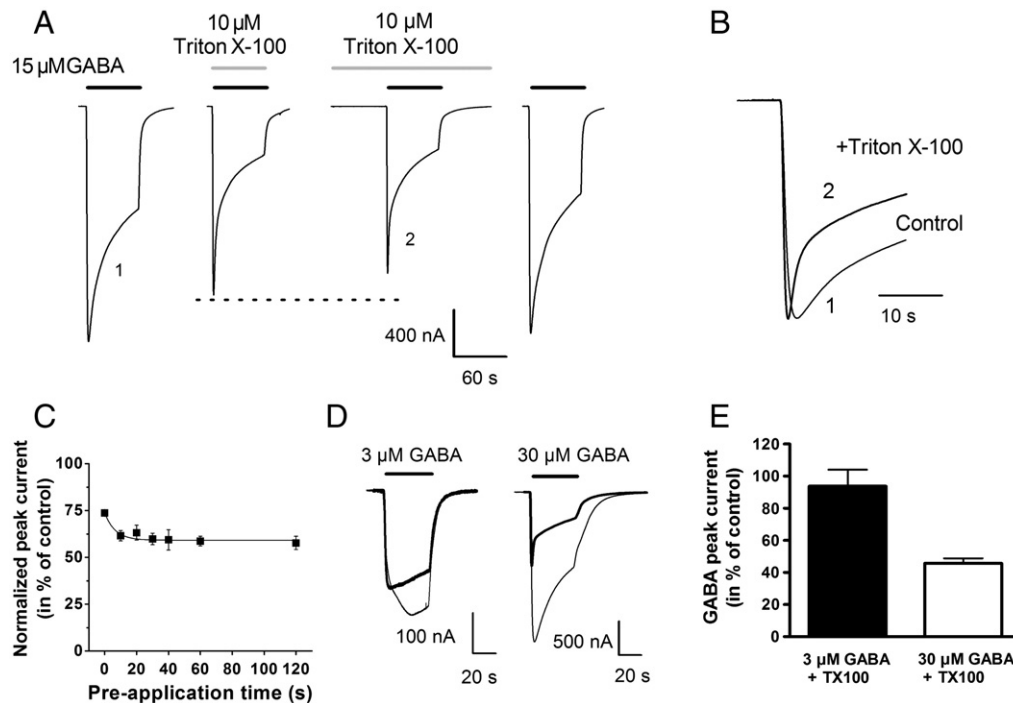 A
10 µM
Triton X-100
10 µM
Triton X-100
15 µMGABA
1
2
400 nA
60 s
B
+Triton X-100
2
Control
1
10 s
C
Normalized peak current
(in % of control)
100
75
50
25
0
0 20 40 60 80 100 120
Pre-application time (s)
D
3 µM GABA
30 µM GABA
100 nA
20 s
500 nA
20 s
E
GABA peak current
(in % of control)
120
100
80
60
40
20
0
3 µM GABA
+ TX100
30 µM GABA
+ TX100